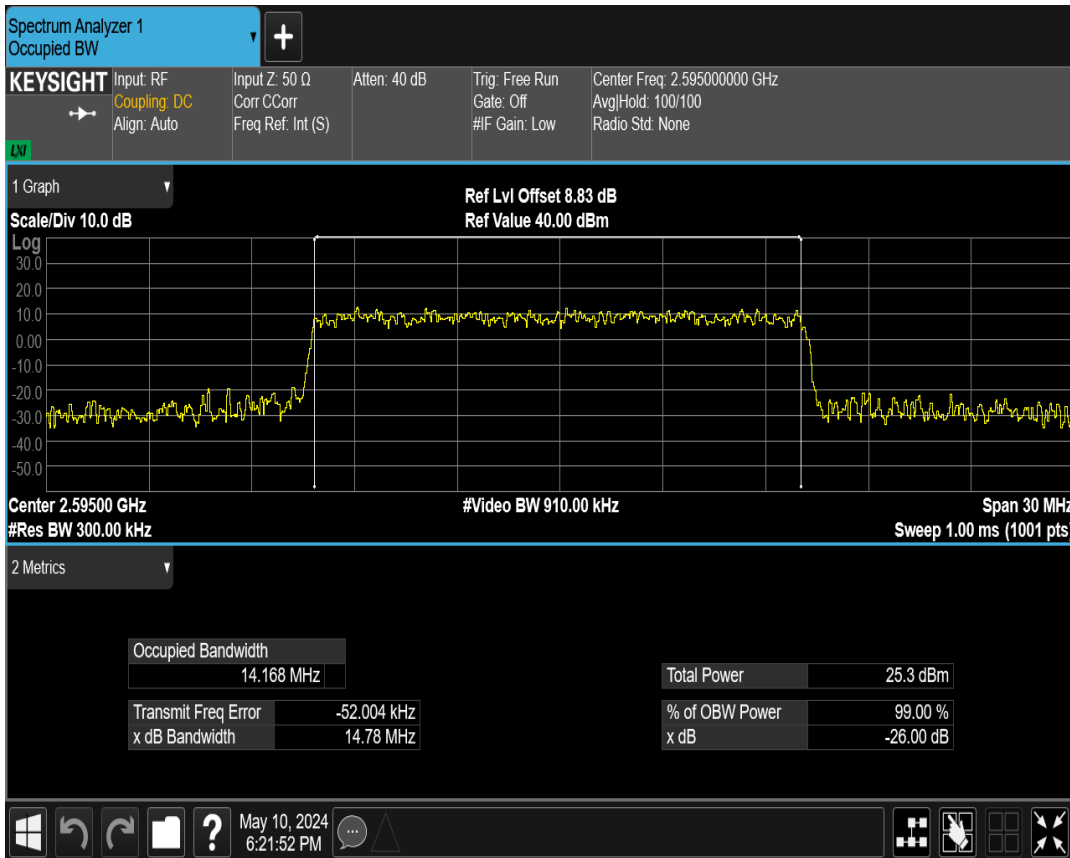 Spectrum Analyzer 1
Occupied BW
KEYSIGHT
LXI
Input: RF
Coupling: DC
Align: Auto
Input Z: 50 Ω
Corr CCorr
Freq Ref: Int (S)
Atten: 40 dB
Trig: Free Run
Gate: Off
#IF Gain: Low
Center Freq: 2.595000000 GHz
Avg|Hold: 100/100
Radio Std: None
1 Graph
Scale/Div 10.0 dB
Ref Lvl Offset 8.83 dB
Ref Value 40.00 dBm
Log
30.0
20.0
10.0
0.00
-10.0
-20.0
-30.0
-40.0
-50.0
Center 2.59500 GHz
#Video BW 910.00 kHz
Span 30 MHz
#Res BW 300.00 kHz
Sweep 1.00 ms (1001 pts)
2 Metrics
Occupied Bandwidth
14.168 MHz
Total Power 25.3 dBm
Transmit Freq Error -52.004 kHz
% of OBW Power 99.00 %
x dB Bandwidth 14.78 MHz
x dB -26.00 dB
?
May 10, 2024
6:21:52 PM